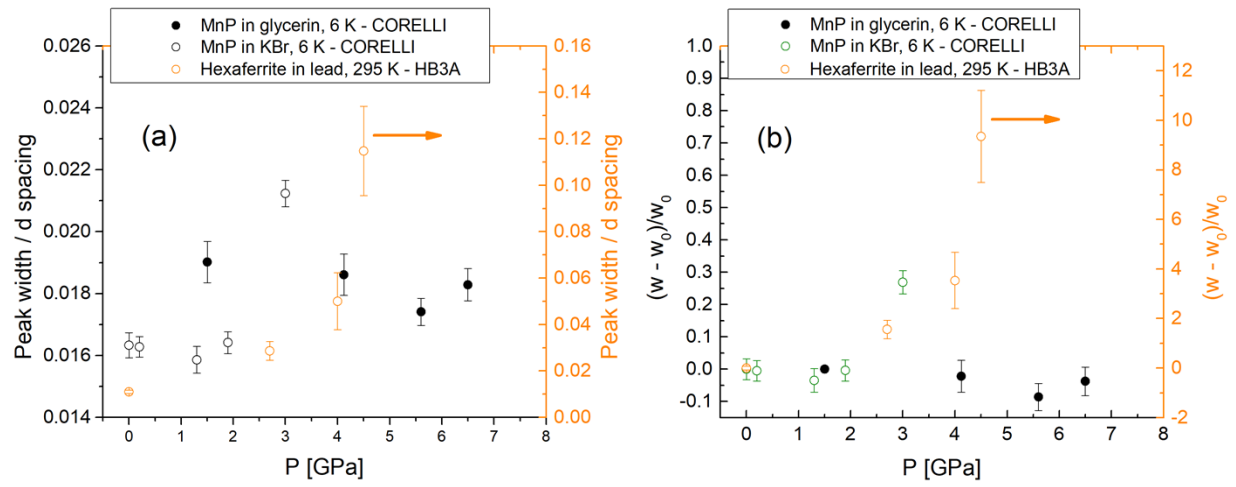 MnP in glycerin, 6 K - CORELLI
MnP in KBr, 6 K - CORELLI
Hexaferrite in lead, 295 K - HB3A
(a)
0.026
0.024
0.022
0.020
0.018
0.016
0.014
Peak width / d spacing
0.16
0.14
0.12
0.10
0.08
0.06
0.04
0.02
0.00
Peak width / d spacing
0 1 2 3 4 5 6 7 8
P [GPa]
MnP in glycerin, 6 K - CORELLI
MnP in KBr, 6 K - CORELLI
Hexaferrite in lead, 295 K - HB3A
(b)
1.0
0.9
0.8
0.7
0.6
0.5
0.4
0.3
0.2
0.1
0.0
-0.1
(w - w₀)/w₀
12
10
8
6
4
2
0
-2
(w - w₀)/w₀
0 1 2 3 4 5 6 7 8
P [GPa]